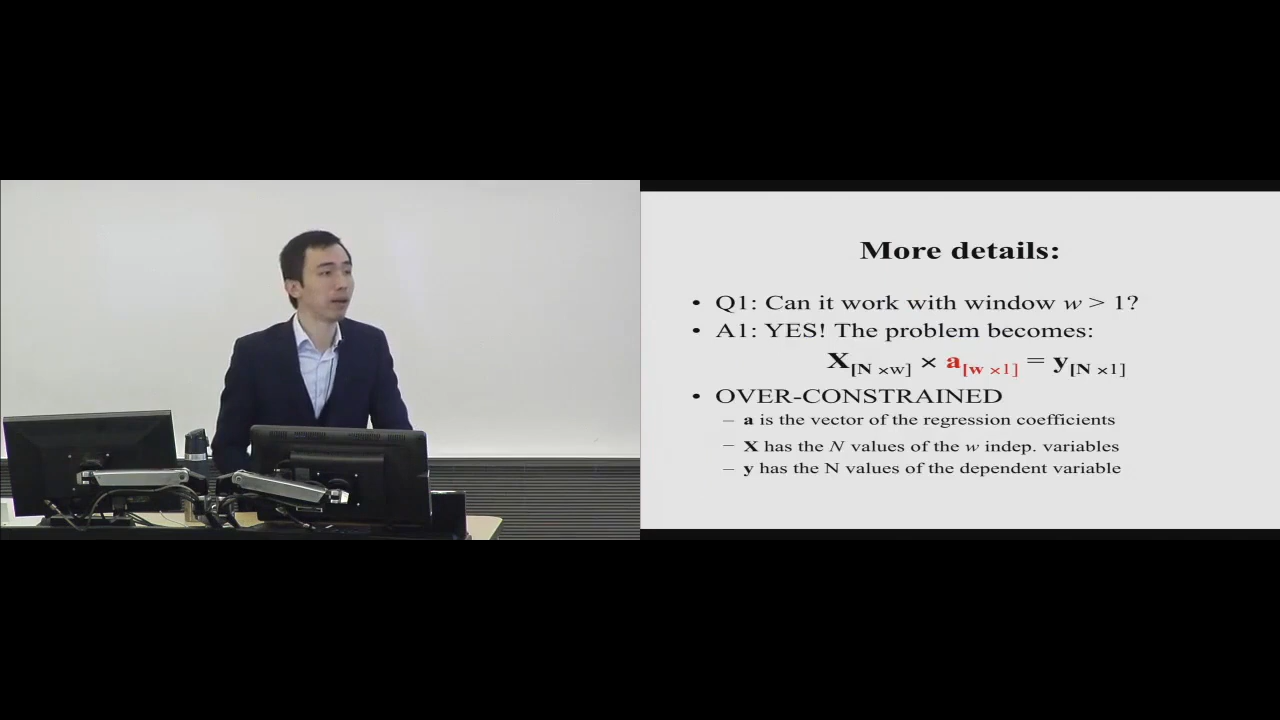 More details:
• Q1: Can it work with window w > 1?
• A1: YES! The problem becomes:
X[N ×w] × a[w ×1] = y[N ×1]
• OVER-CONSTRAINED
– a is the vector of the regression coefficients
– X has the N values of the w indep. variables
– y has the N values of the dependent variable